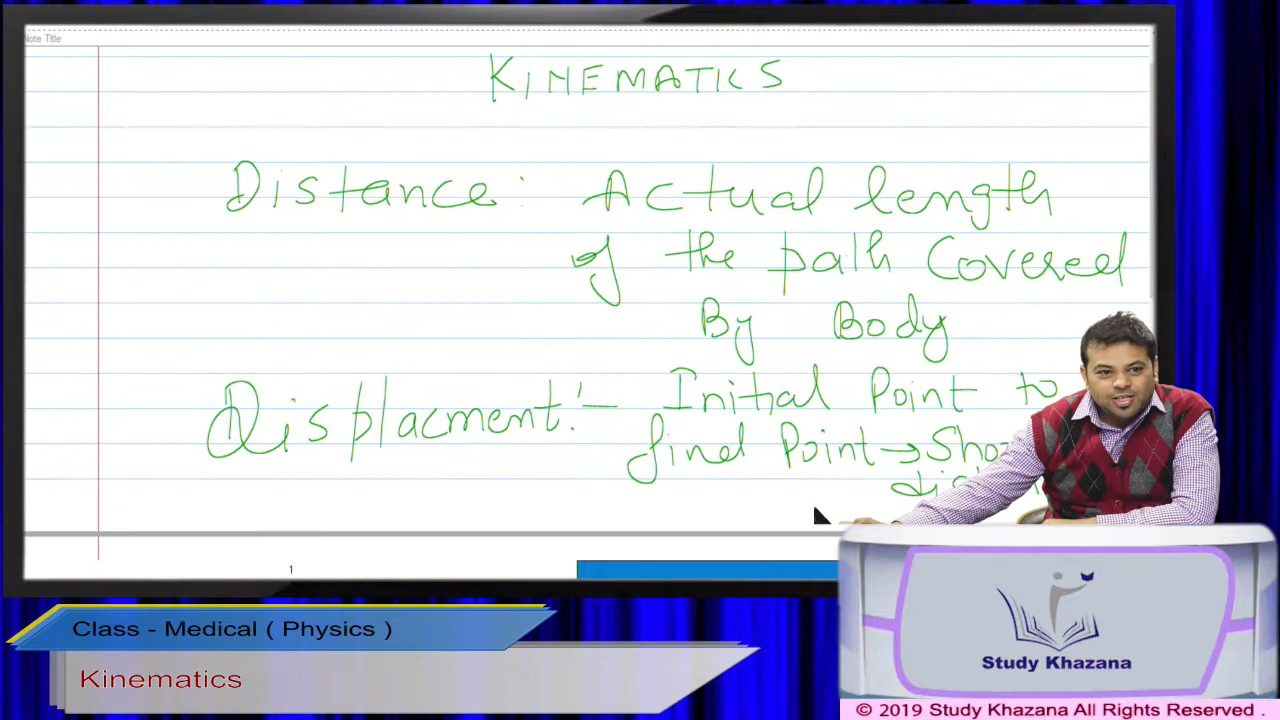 Note Title
KINEMATICS
Distance: Actual length
of the path Covered
By Body
Displacment:- Initial Point to
final Point →
1
Class - Medical ( Physics )
Kinematics
Study Khazana
© 2019 Study Khazana All Rights Reserved .